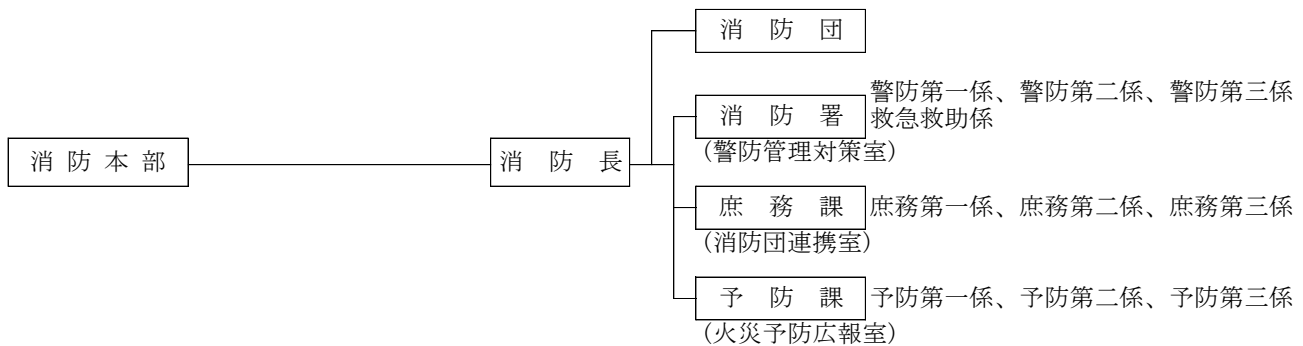 消防団
警防第一係、警防第二係、警防第三係
消防署
救急救助係
(警防管理対策室)
消防本部
消防長
庶務課
庶務第一係、庶務第二係、庶務第三係
(消防団連携室)
予防課
予防第一係、予防第二係、予防第三係
(火災予防広報室)